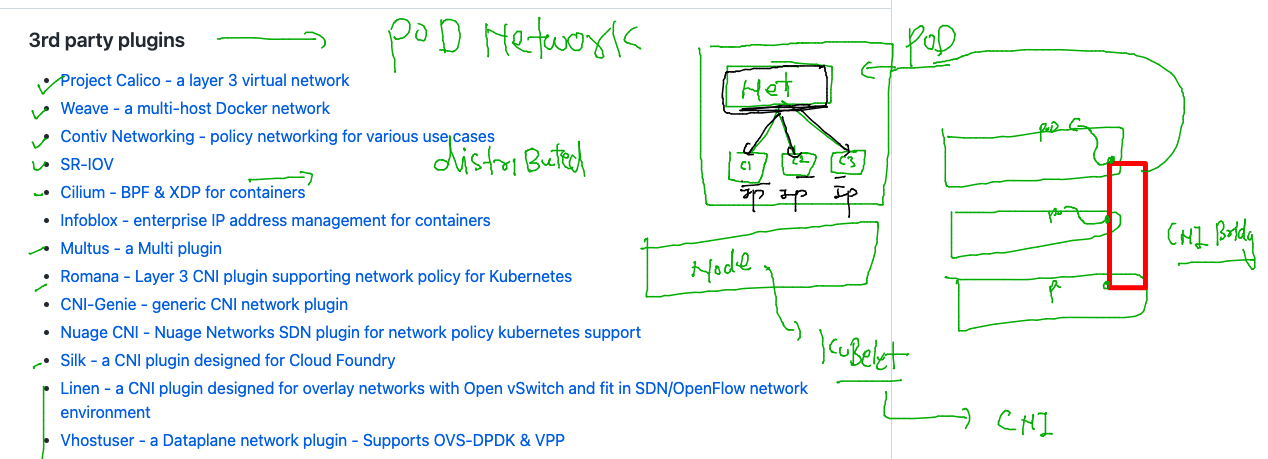 3rd party plugins
POD Network
Project Calico - a layer 3 virtual network
Weave - a multi-host Docker network
Contiv Networking - policy networking for various use cases
SR-IOV
Cilium - BPF & XDP for containers
Infoblox - enterprise IP address management for containers
Multus - a Multi plugin
Romana - Layer 3 CNI plugin supporting network policy for Kubernetes
CNI-Genie - generic CNI network plugin
Nuage CNI - Nuage Networks SDN plugin for network policy kubernetes support
Silk - a CNI plugin designed for Cloud Foundry
Linen - a CNI plugin designed for overlay networks with Open vSwitch and fit in SDN/OpenFlow network
environment
Vhostuser - a Dataplane network plugin - Supports OVS-DPDK & VPP
distriButed
POD
Net
C1 C2 C3
Ip Ip Ip
Node
KuBelet
CNI
CNI Bridg